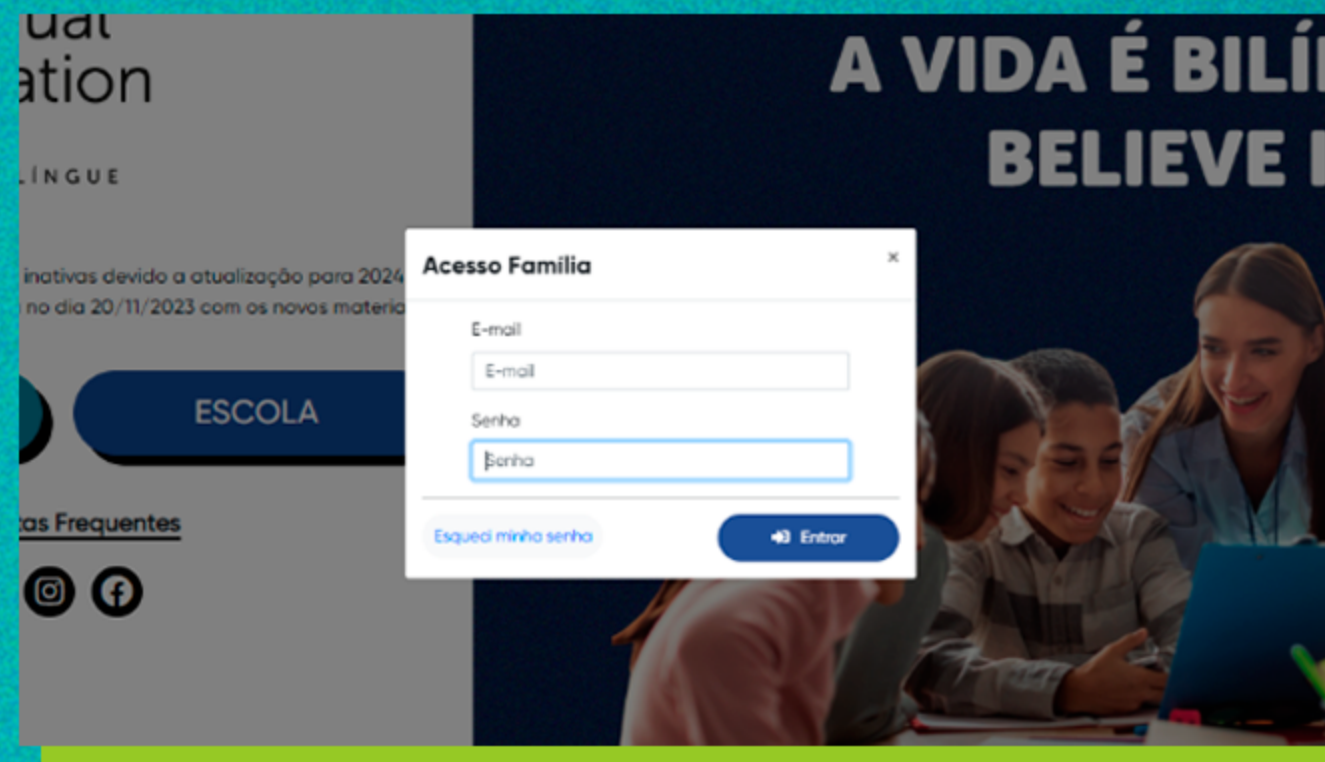 ual
ation
LÍNGUE
inativas devido a atualização para 2024
no dia 20/11/2023 com os novos materia
ESCOLA
tas Frequentes
A VIDA É BILÍ
BELIEVE
Acesso Família
×
E-mail
E-mail
Senha
Senha
Esqueci minha senha
Entrar